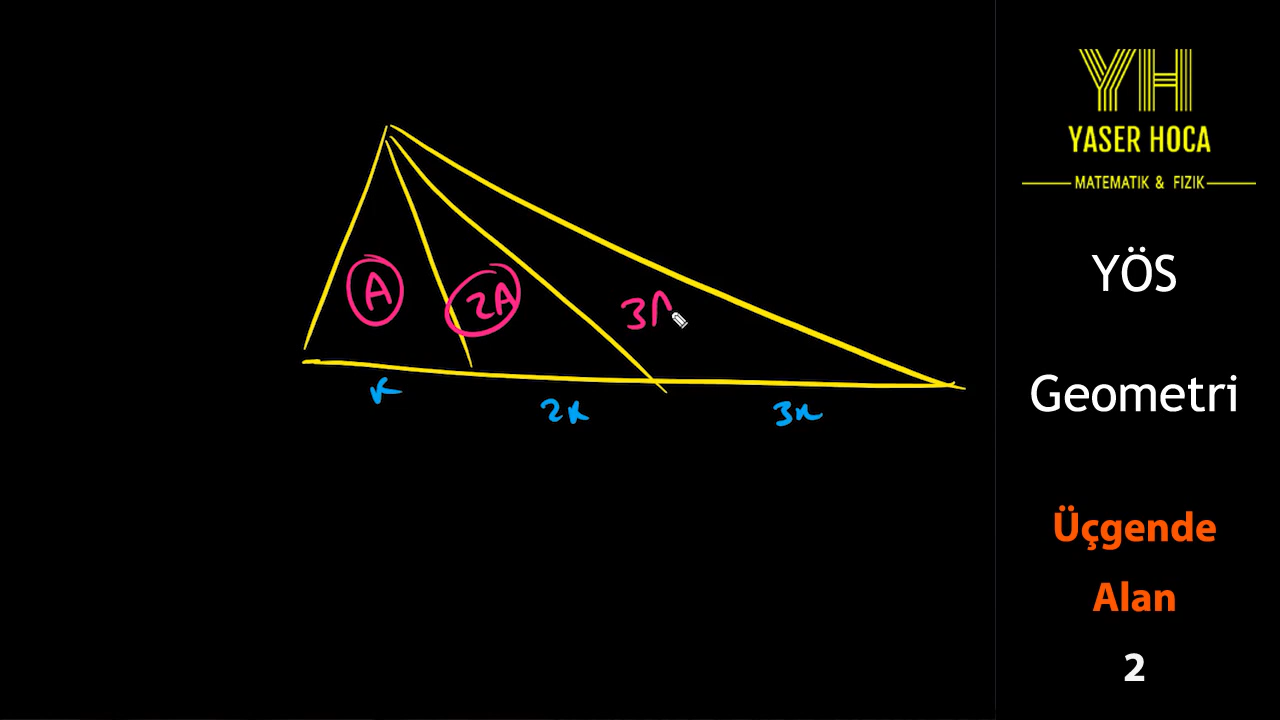 A
2A
3A
K
2K
3K
YH
YASER HOCA
MATEMATIK & FIZIK
YÖS
Geometri
Üçgende
Alan
2